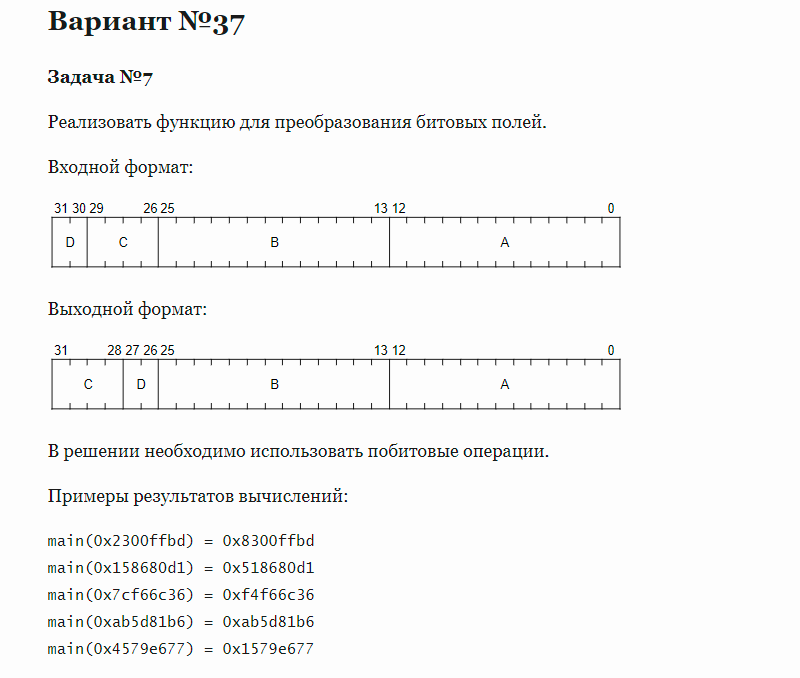 Вариант №37
Задача №7
Реализовать функцию для преобразования битовых полей.
Входной формат:
31 30 29 26 25 13 12 0
D C B A
Выходной формат:
31 28 27 26 25 13 12 0
C D B A
В решении необходимо использовать побитовые операции.
Примеры результатов вычислений:
main(0x2300ffbd) = 0x8300ffbd
main(0x158680d1) = 0x518680d1
main(0x7cf66c36) = 0xf4f66c36
main(0xab5d81b6) = 0xab5d81b6
main(0x4579e677) = 0x1579e677